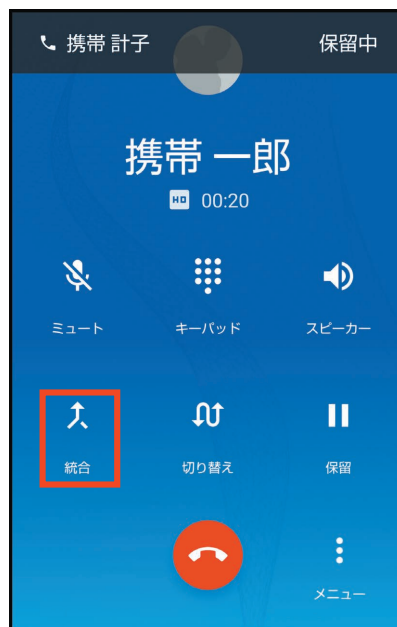 携帯 計子 保留中
携帯 一郎
HD 00:20
ミュート キーパッド スピーカー
統合 切り替え 保留
メニュー